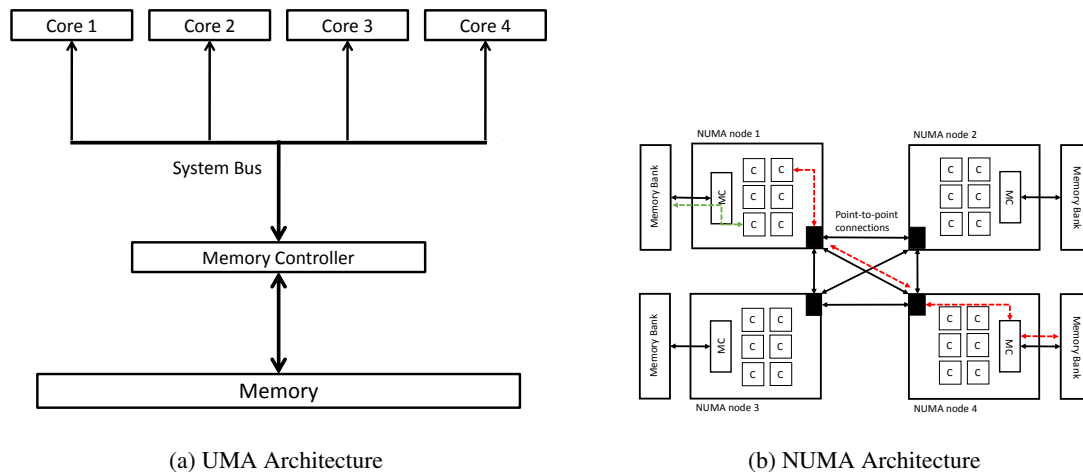 Core 1
Core 2
Core 3
Core 4
System Bus
Memory Controller
Memory
(a) UMA Architecture
NUMA node 1
NUMA node 2
Memory Bank
MC
C C
C C
C C
Point-to-point
connections
C C
C C
C C
MC
Memory Bank
Memory Bank
MC
C C
C C
C C
C C
C C
C C
MC
Memory Bank
NUMA node 3
NUMA node 4
(b) NUMA Architecture